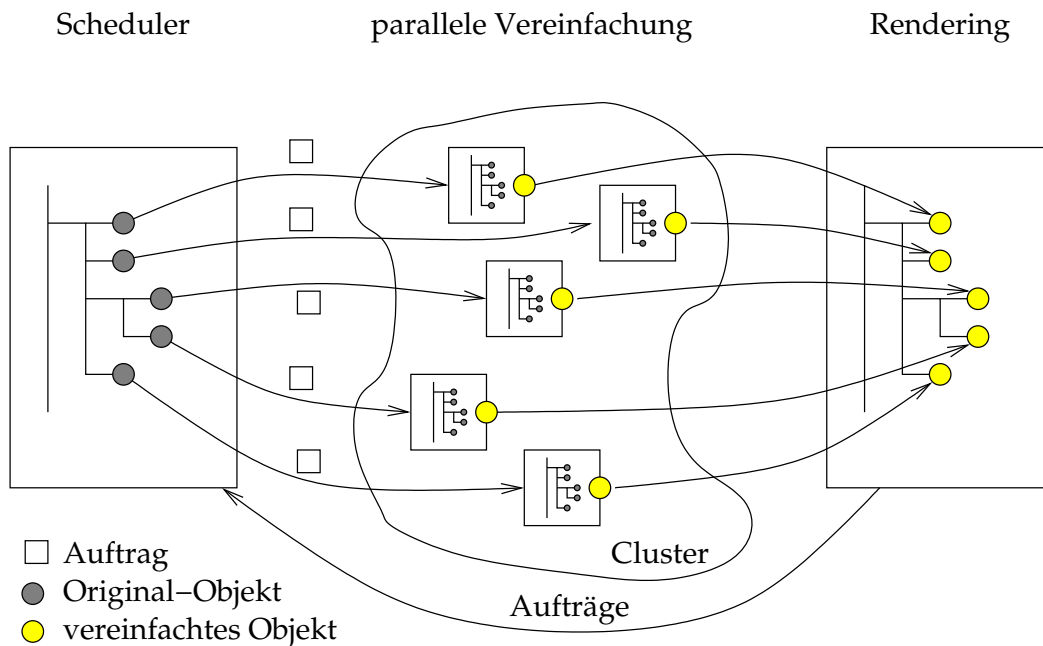 Scheduler
parallele Vereinfachung
Rendering
Cluster
Auftrag
Original–Objekt
Aufträge
vereinfachtes Objekt